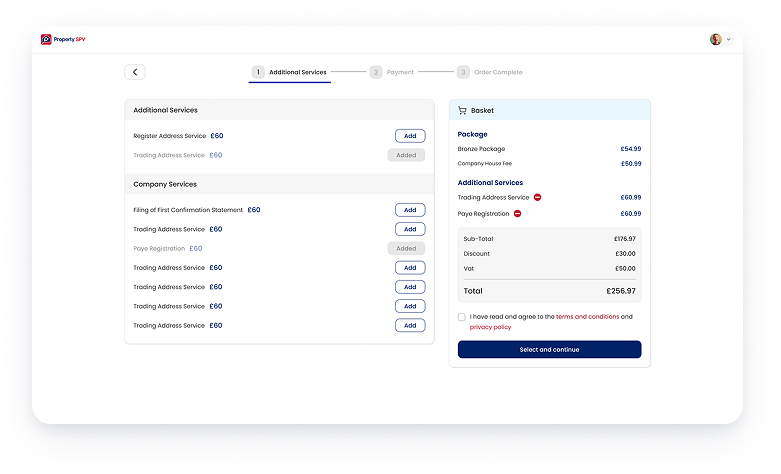 Property SPV
1 Additional Services 2 Payment 3 Order Complete
Additional Services
Register Address Service £60 Add
Trading Address Service £60 Added
Company Services
Filing of First Confirmation Statement £60 Add
Trading Address Service £60 Add
Paye Registration £60 Added
Trading Address Service £60 Add
Trading Address Service £60 Add
Trading Address Service £60 Add
Trading Address Service £60 Add
Basket
Package
Bronze Package £54.99
Company House Fee £50.99
Additional Services
Trading Address Service £60.99
Paye Registration £60.99
Sub-Total £176.97
Discount £30.00
Vat £50.00
Total £256.97
I have read and agree to the terms and conditions and
privacy policy
Select and continue